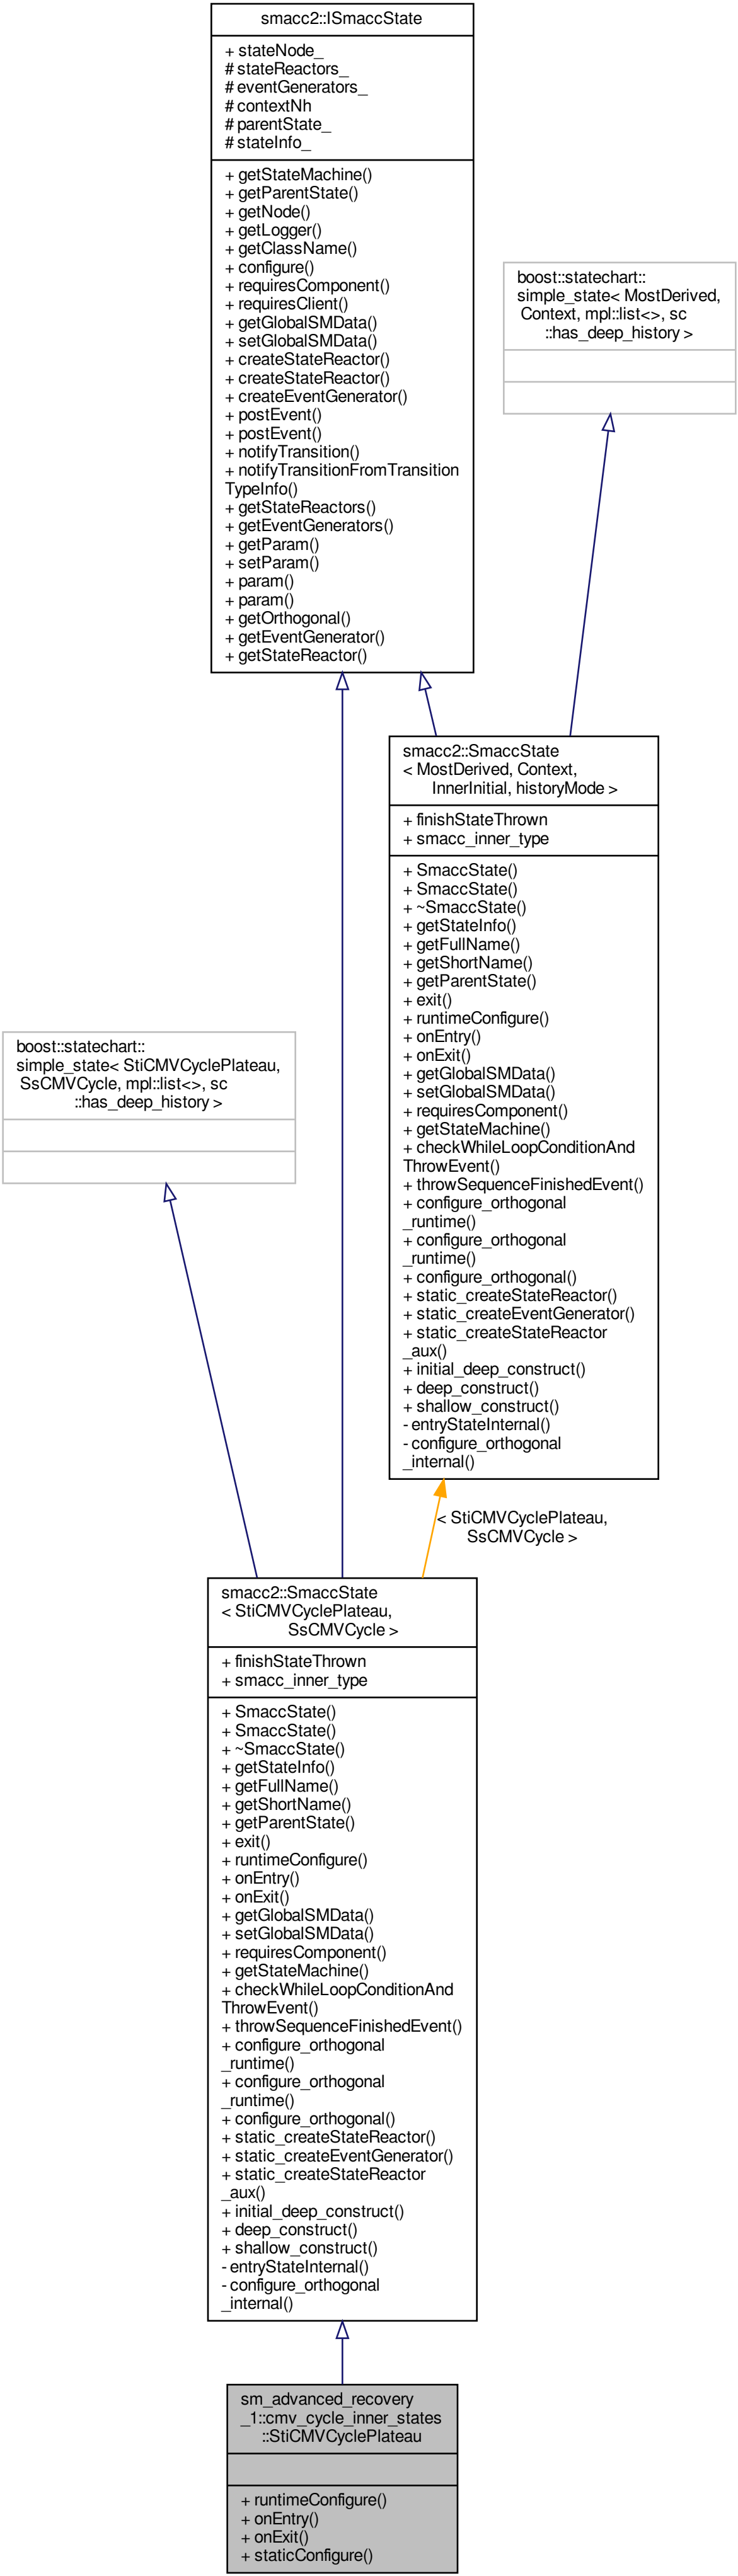 smacc2::ISmaccState
+ stateNode_
# stateReactors_
# eventGenerators_
# contextNh
# parentState_
# stateInfo_
+ getStateMachine()
+ getParentState()
+ getNode()
+ getLogger()
+ getClassName()
+ configure()
+ requiresComponent()
+ requiresClient()
+ getGlobalSMData()
+ setGlobalSMData()
+ createStateReactor()
+ createStateReactor()
+ createEventGenerator()
+ postEvent()
+ postEvent()
+ notifyTransition()
+ notifyTransitionFromTransition
TypeInfo()
+ getStateReactors()
+ getEventGenerators()
+ getParam()
+ setParam()
+ param()
+ param()
+ getOrthogonal()
+ getEventGenerator()
+ getStateReactor()
boost::statechart::
simple_state< MostDerived,
Context, mpl::list<>, sc
::has_deep_history >
smacc2::SmaccState
< MostDerived, Context,
InnerInitial, historyMode >
+ finishStateThrown
+ smacc_inner_type
+ SmaccState()
+ SmaccState()
+ ~SmaccState()
+ getStateInfo()
+ getFullName()
+ getShortName()
+ getParentState()
+ exit()
+ runtimeConfigure()
+ onEntry()
+ onExit()
+ getGlobalSMData()
+ setGlobalSMData()
+ requiresComponent()
+ getStateMachine()
+ checkWhileLoopConditionAnd
ThrowEvent()
+ throwSequenceFinishedEvent()
+ configure_orthogonal
_runtime()
+ configure_orthogonal
_runtime()
+ configure_orthogonal()
+ static_createStateReactor()
+ static_createEventGenerator()
+ static_createStateReactor
_aux()
+ initial_deep_construct()
+ deep_construct()
+ shallow_construct()
- entryStateInternal()
- configure_orthogonal
_internal()
boost::statechart::
simple_state< StiCMVCyclePlateau,
SsCMVCycle, mpl::list<>, sc
::has_deep_history >
< StiCMVCyclePlateau,
SsCMVCycle >
smacc2::SmaccState
< StiCMVCyclePlateau,
SsCMVCycle >
+ finishStateThrown
+ smacc_inner_type
+ SmaccState()
+ SmaccState()
+ ~SmaccState()
+ getStateInfo()
+ getFullName()
+ getShortName()
+ getParentState()
+ exit()
+ runtimeConfigure()
+ onEntry()
+ onExit()
+ getGlobalSMData()
+ setGlobalSMData()
+ requiresComponent()
+ getStateMachine()
+ checkWhileLoopConditionAnd
ThrowEvent()
+ throwSequenceFinishedEvent()
+ configure_orthogonal
_runtime()
+ configure_orthogonal
_runtime()
+ configure_orthogonal()
+ static_createStateReactor()
+ static_createEventGenerator()
+ static_createStateReactor
_aux()
+ initial_deep_construct()
+ deep_construct()
+ shallow_construct()
- entryStateInternal()
- configure_orthogonal
_internal()
sm_advanced_recovery
_1::cmv_cycle_inner_states
::StiCMVCyclePlateau
+ runtimeConfigure()
+ onEntry()
+ onExit()
+ staticConfigure()